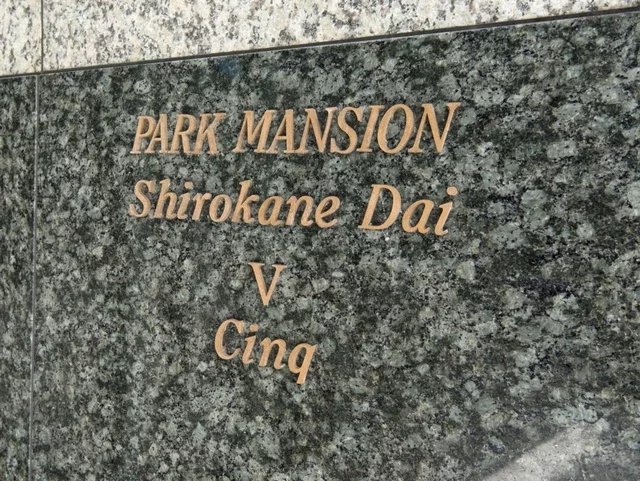 PARK MANSION
Shirokane Dai
V
Cinq